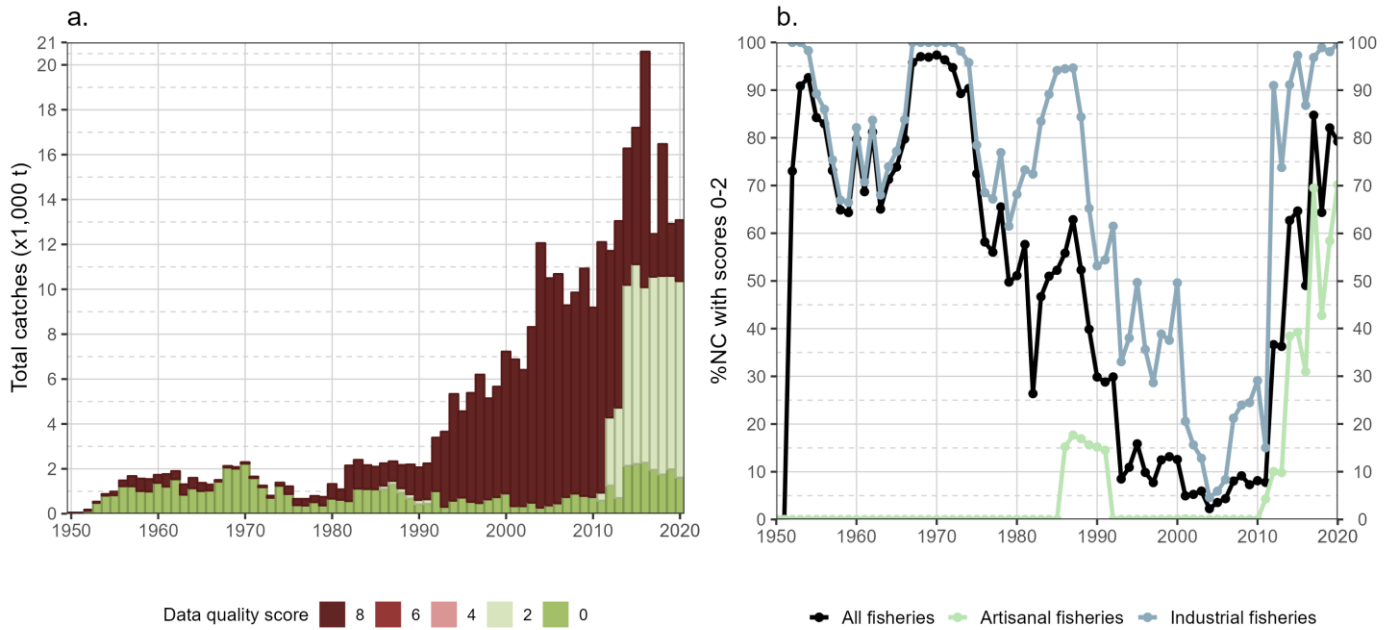 a.
Total catches (x1,000 t)
21
20
18
16
14
12
10
8
6
4
2
0
1950 1960 1970 1980 1990 2000 2010 2020
Data quality score 8 6 4 2 0
b.
%NC with scores 0-2
100 100
90 90
80 80
70 70
60 60
50 50
40 40
30 30
20 20
10 10
0 0
1950 1960 1970 1980 1990 2000 2010 2020
All fisheries Artisanal fisheries Industrial fisheries